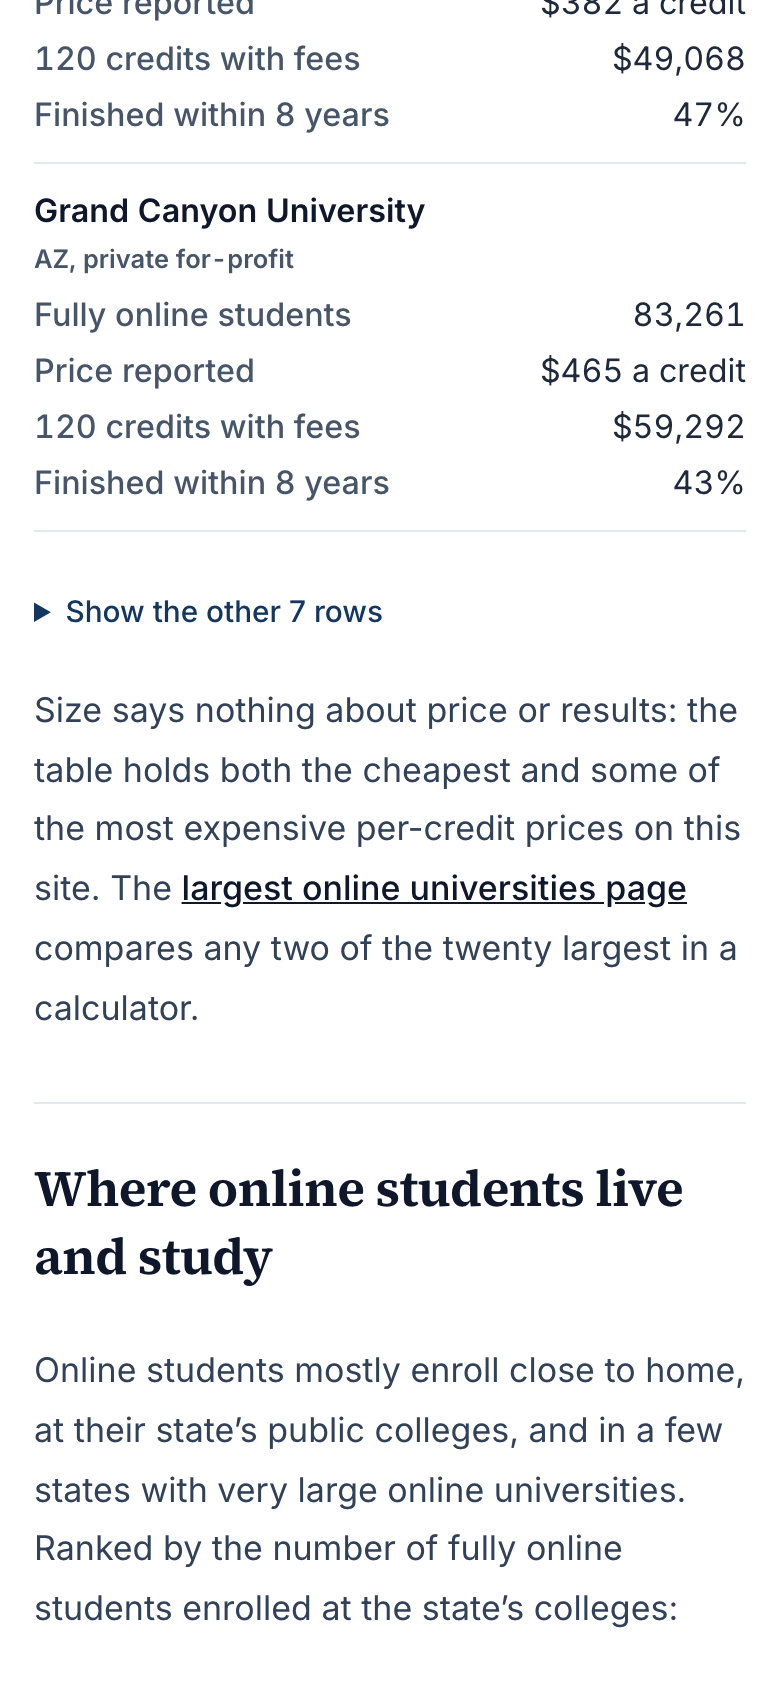 Price reported $382 a credit
120 credits with fees $49,068
Finished within 8 years 47%
Grand Canyon University
AZ, private for-profit
Fully online students 83,261
Price reported $465 a credit
120 credits with fees $59,292
Finished within 8 years 43%
Show the other 7 rows
Size says nothing about price or results: the
table holds both the cheapest and some of
the most expensive per-credit prices on this
site. The largest online universities page
compares any two of the twenty largest in a
calculator.
Where online students live
and study
Online students mostly enroll close to home,
at their state’s public colleges, and in a few
states with very large online universities.
Ranked by the number of fully online
students enrolled at the state’s colleges: